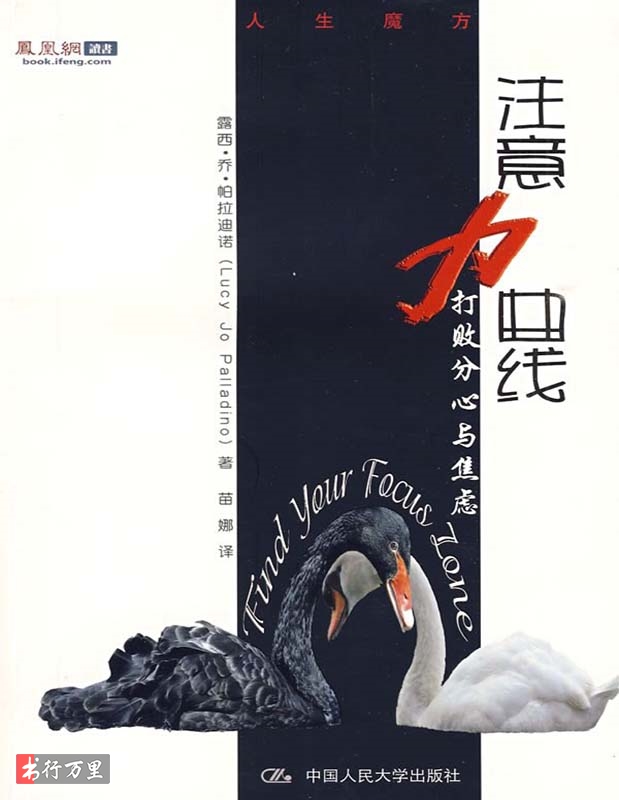 人生魔方
鳳凰網 讀書
book.ifeng.com
注意力曲线
打败分心与焦虑
露西·乔·帕拉迪诺(Lucy Jo Palladino) 著
苗娜 译
Find Your Focus Zone
书行万里
中国人民大学出版社